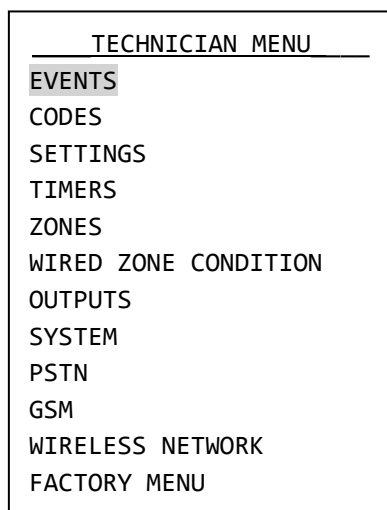 TECHNICIAN MENU
EVENTS
CODES
SETTINGS
TIMERS
ZONES
WIRED ZONE CONDITION
OUTPUTS
SYSTEM
PSTN
GSM
WIRELESS NETWORK
FACTORY MENU